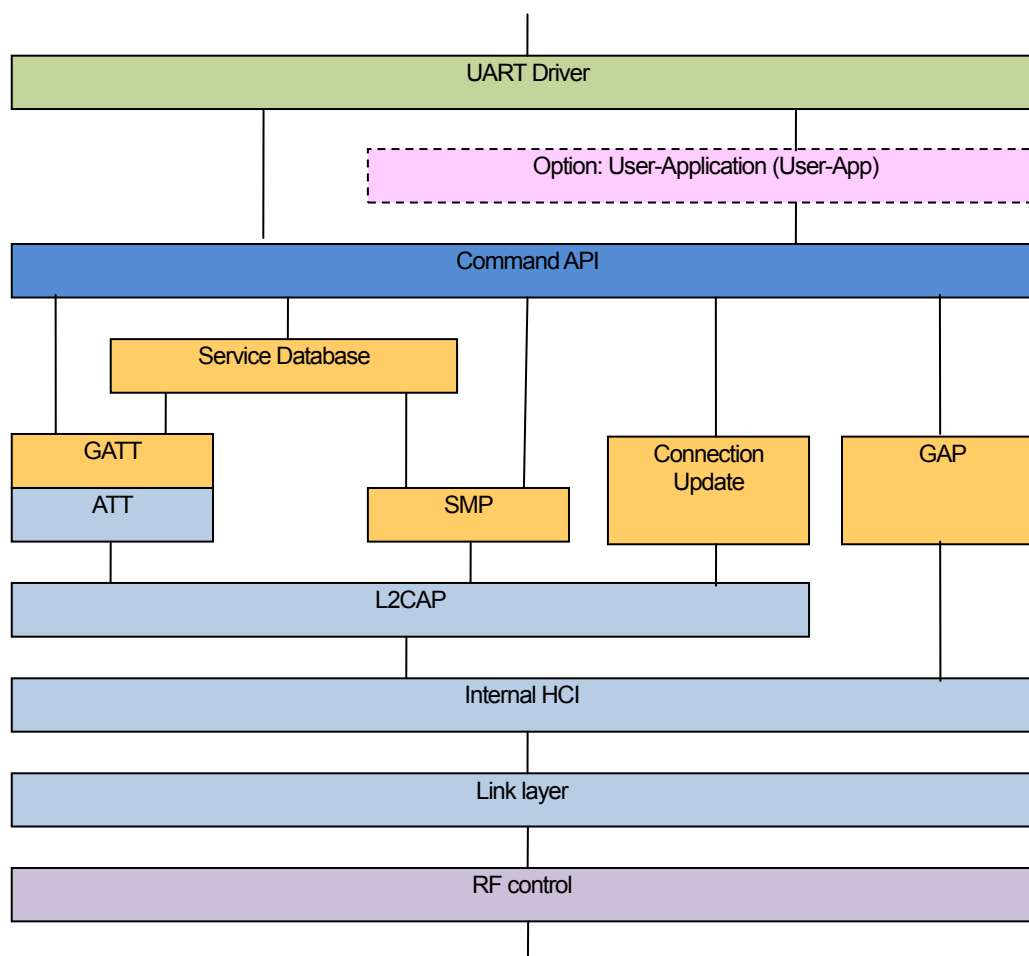 UART Driver
Option: User-Application (User-App)
Command API
Service Database
GATT
ATT
SMP
Connection
Update
GAP
L2CAP
Internal HCI
Link layer
RF control